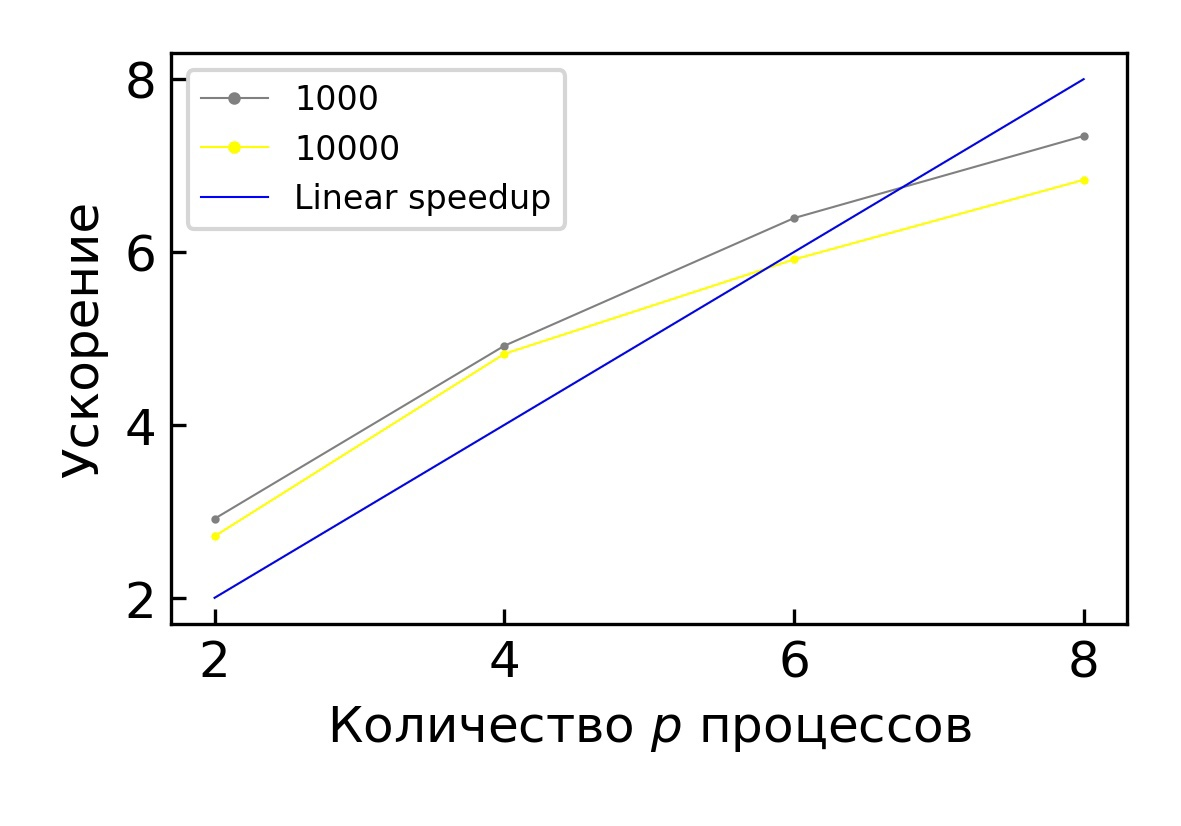 1000
10000
Linear speedup
8
6
4
2
Ускорение
2 4 6 8
Количество p процессов